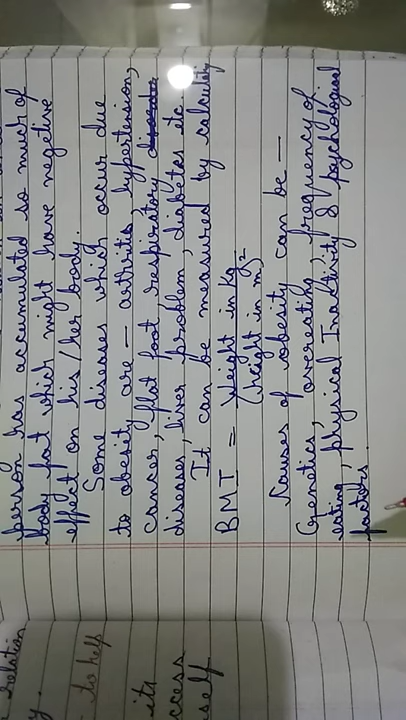 person has accumulated so much of
body fat which might have negative
effect on his/her body.
Some diseases which occur due
to obesity are – arthritis, hypertension,
cancer, flat foot, respiratory
diseases, liver problem, diabetes etc.
It can be measured by calculating
BMI = Weight in Kg
(height in m)²
Causes of obesity can be –
Genetics, overeating, frequency of
eating, physical Inactivity & psychological
factors.
relation
y.
to help
its
ccess
self